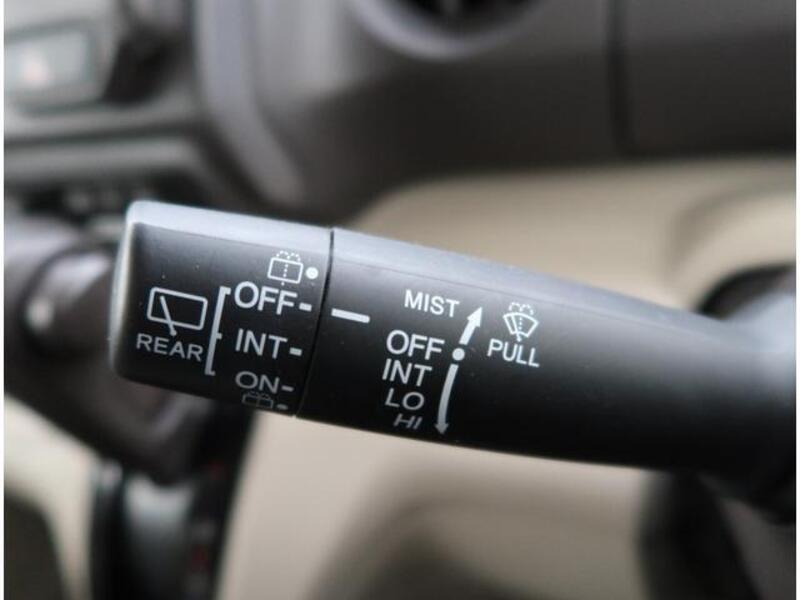 REAR
OFF
INT
ON
MIST
OFF
INT
LO
HI
PULL